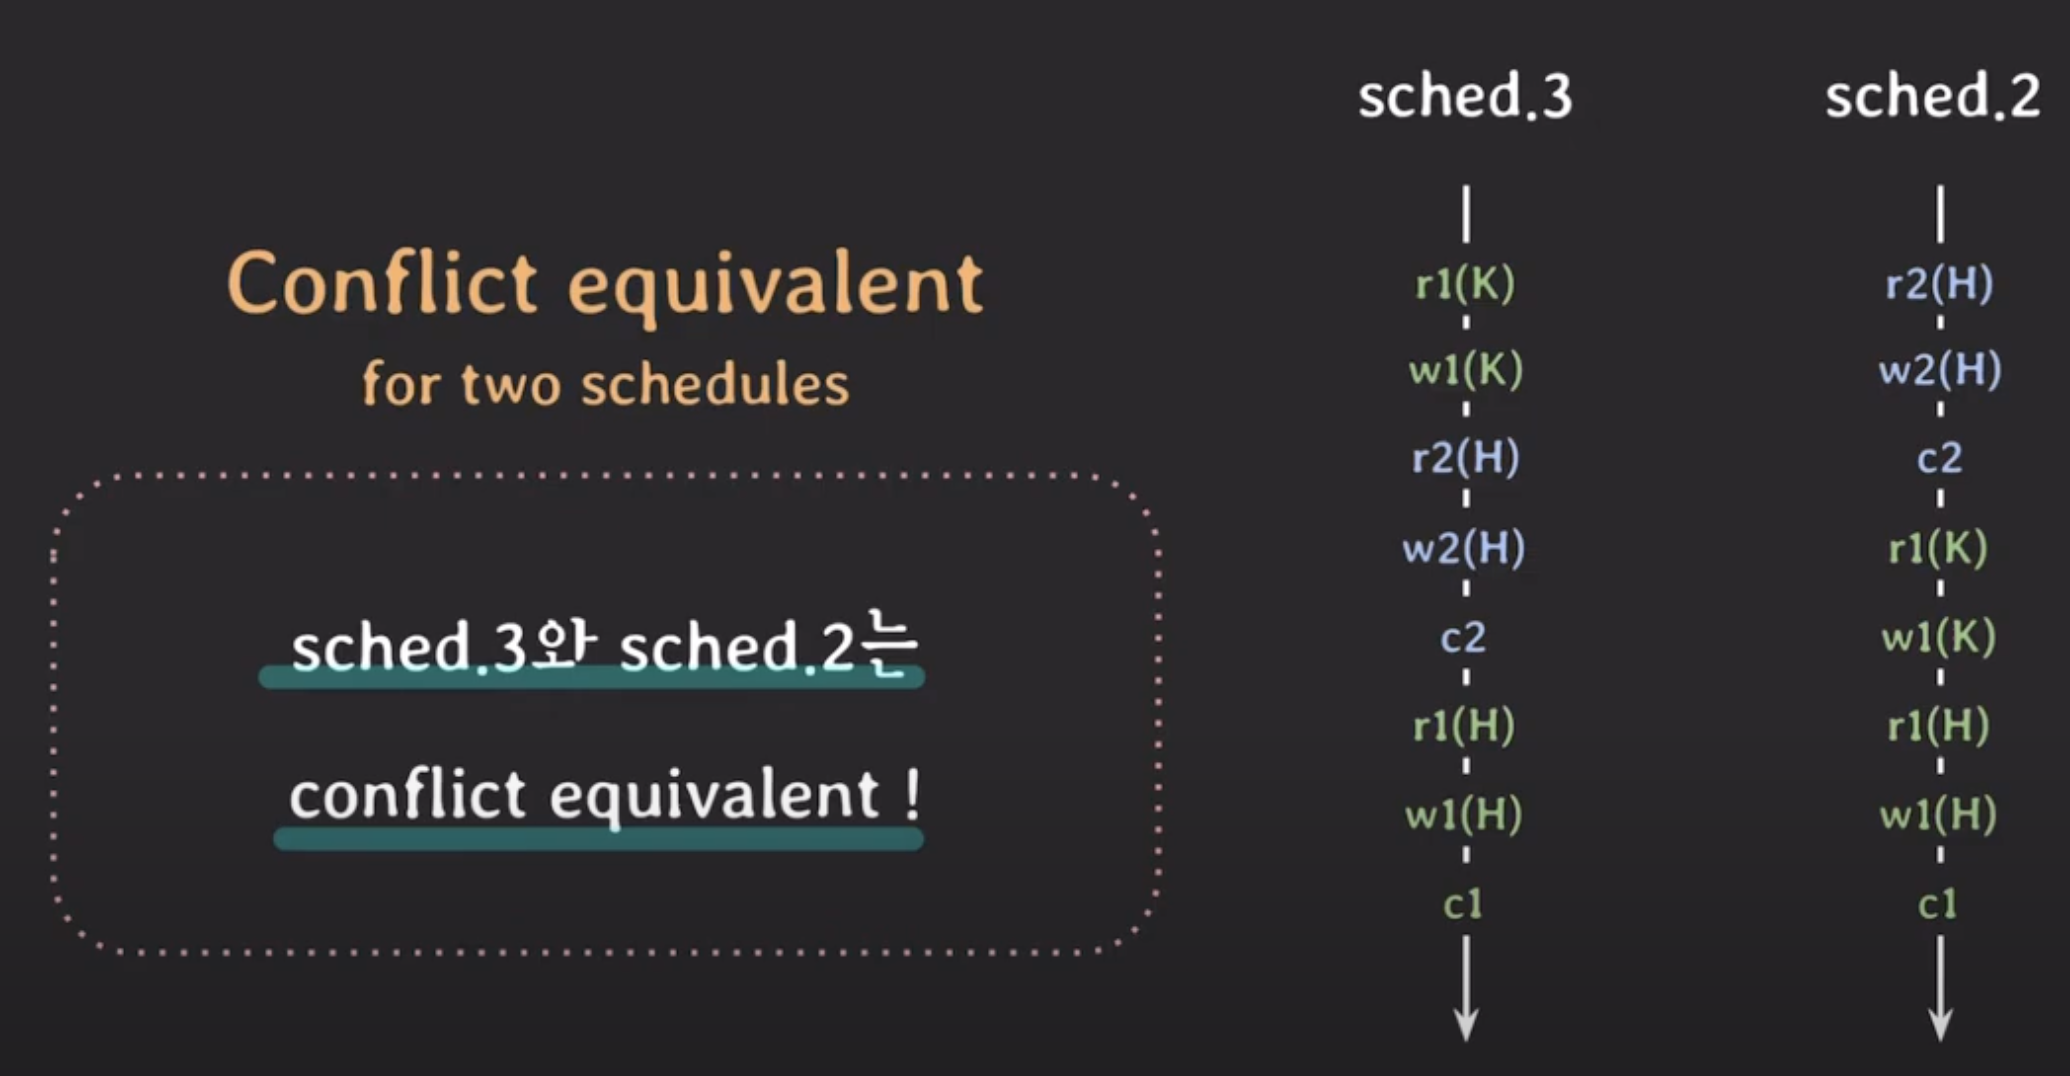 Conflict equivalent
for two schedules
sched.3와 sched.2는
conflict equivalent !
sched.3
r1(K)
w1(K)
r2(H)
w2(H)
c2
r1(H)
w1(H)
c1
sched.2
r2(H)
w2(H)
c2
r1(K)
w1(K)
r1(H)
w1(H)
c1